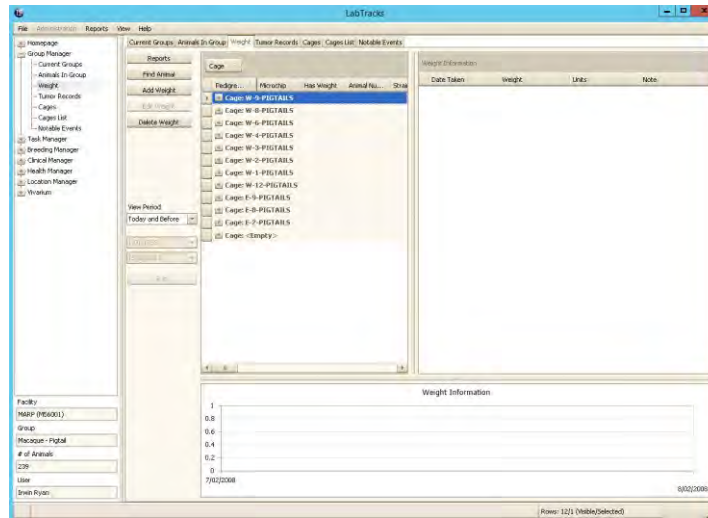 LabTracks
File Administration Reports View Help
Homepage
Group Manager
Current Groups
Animals In Group
Weight
Tumor Records
Cages
Cages List
Notable Events
Task Manager
Breeding Manager
Clinical Manager
Health Manager
Location Manager
Vivarium
Facility
MARP (M56001)
Group
Macaque - Pigtail
# of Animals
239
User
Irwin Ryan
Current Groups Animals In Group Weight Tumor Records Cages Cages List Notable Events
Reports
Find Animal
Add Weight
Edit Weight
Delete Weight
View Period
Today and Before
Cage
Pedigre... Microchip Has Weight Animal Nu... Strai
Cage: W-9-PIGTAILS
Cage: W-8-PIGTAILS
Cage: W-6-PIGTAILS
Cage: W-4-PIGTAILS
Cage: W-3-PIGTAILS
Cage: W-2-PIGTAILS
Cage: W-1-PIGTAILS
Cage: W-12-PIGTAILS
Cage: E-9-PIGTAILS
Cage: E-8-PIGTAILS
Cage: E-7-PIGTAILS
Cage: <Empty>
Weight Information
Date Taken Weight Units Note
Weight Information
1
0.8
0.6
0.4
0.2
0
7/02/2008
8/02/2008
Rows: 12/1 (Visible/Selected)